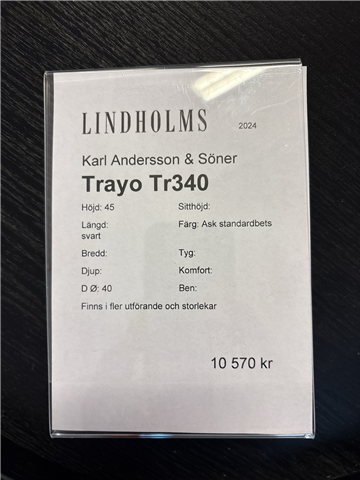 LINDHOLMS 2024
Karl Andersson & Söner
Trayo Tr340
Höjd: 45 Sitthöjd:
Längd: Färg: Ask standardbets
svart
Bredd: Tyg:
Djup: Komfort:
D Ø: 40 Ben:
Finns i fler utförande och storlekar
10 570 kr